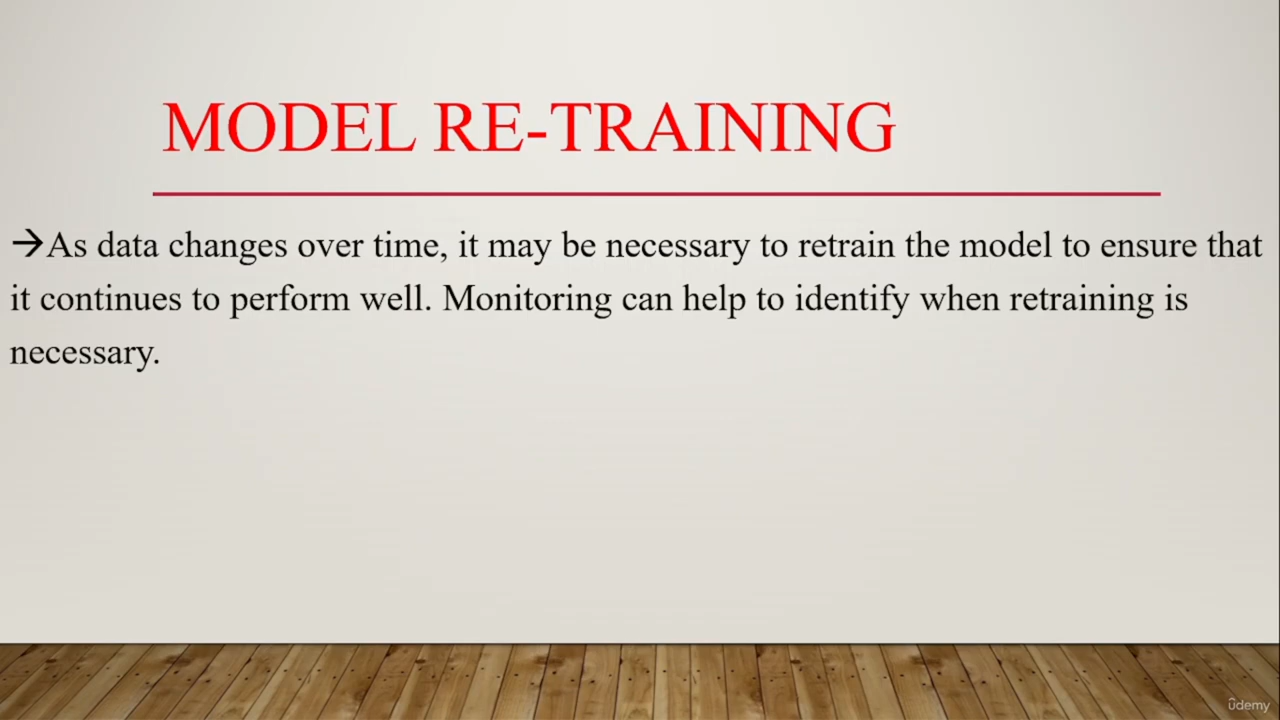 MODEL RE-TRAINING
→As data changes over time, it may be necessary to retrain the model to ensure that
it continues to perform well. Monitoring can help to identify when retraining is
necessary.
ûdemy